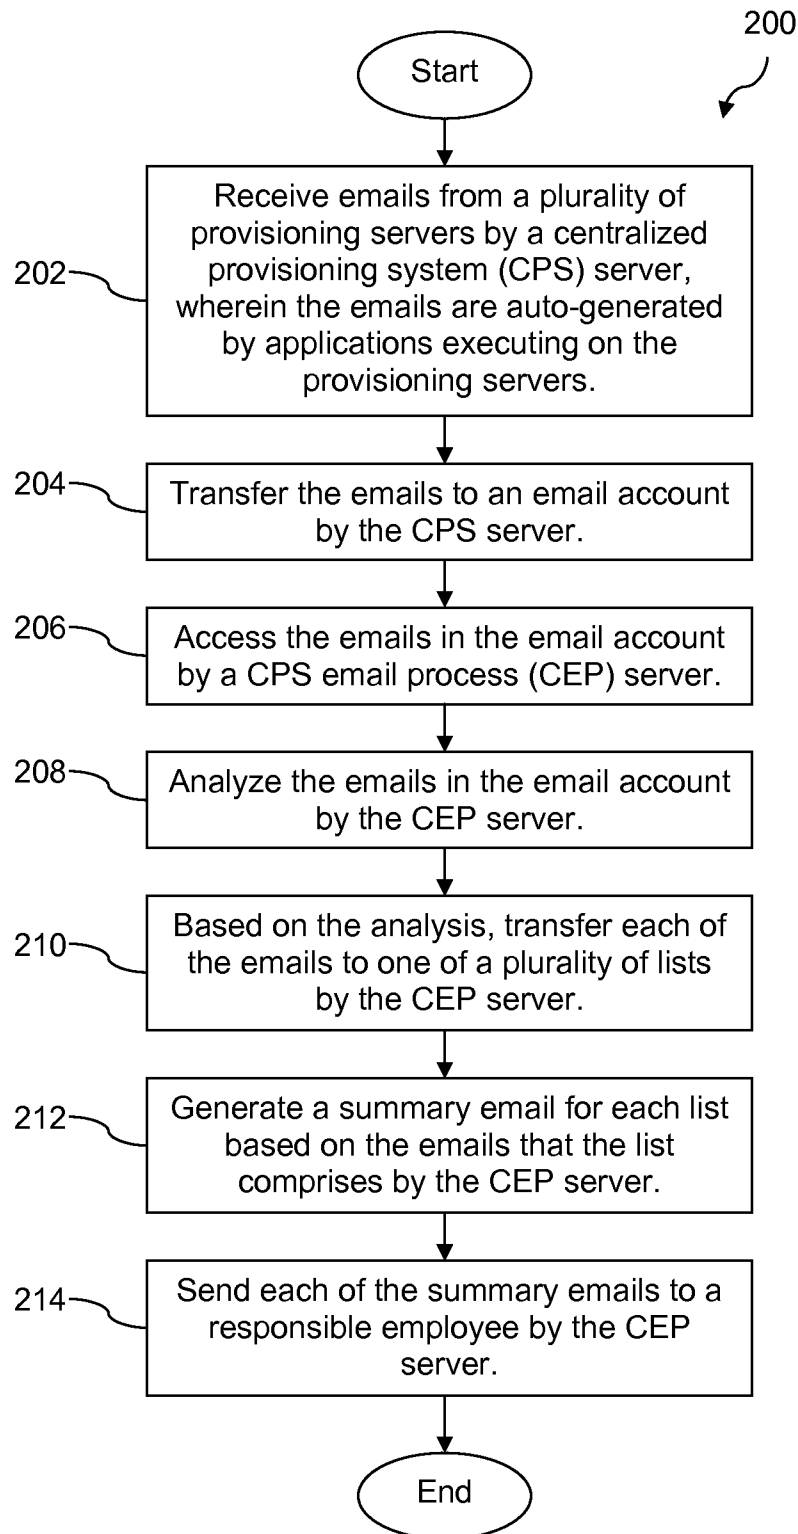 200
Start
202
Receive emails from a plurality of
provisioning servers by a centralized
provisioning system (CPS) server,
wherein the emails are auto-generated
by applications executing on the
provisioning servers.
204
Transfer the emails to an email account
by the CPS server.
206
Access the emails in the email account
by a CPS email process (CEP) server.
208
Analyze the emails in the email account
by the CEP server.
210
Based on the analysis, transfer each of
the emails to one of a plurality of lists
by the CEP server.
212
Generate a summary email for each list
based on the emails that the list
comprises by the CEP server.
214
Send each of the summary emails to a
responsible employee by the CEP
server.
End